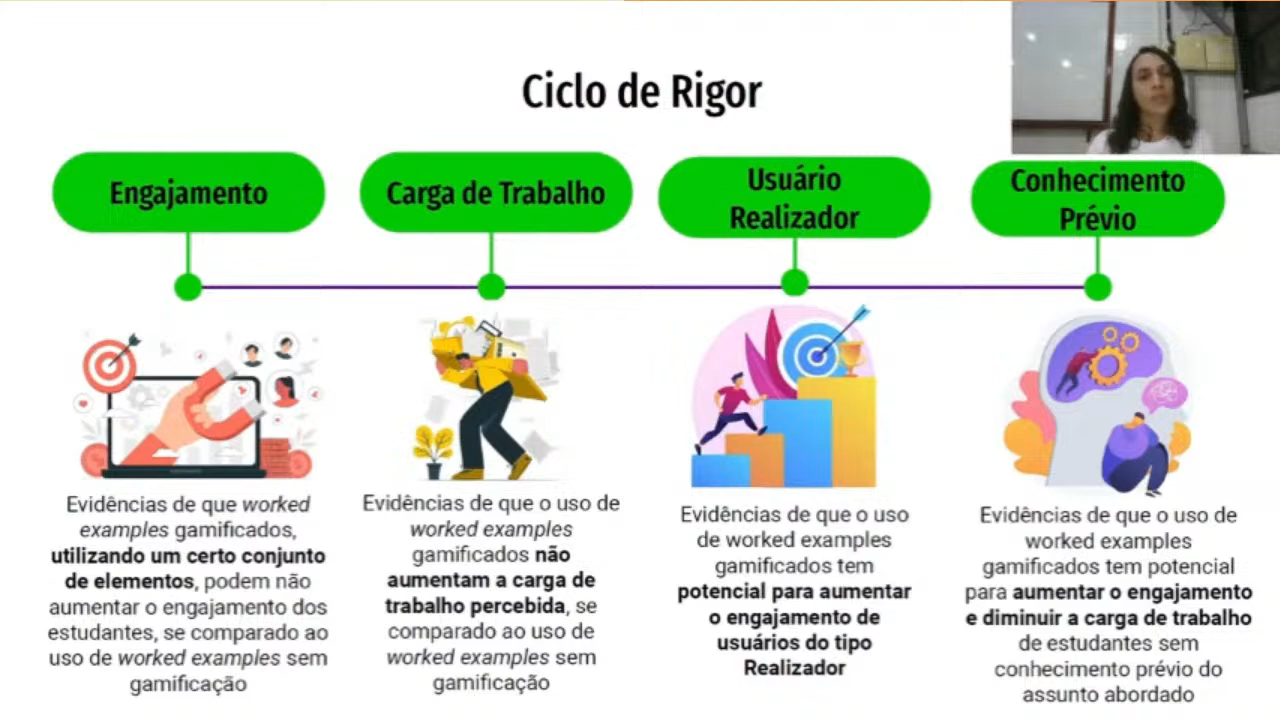 Ciclo de Rigor
Engajamento
Carga de Trabalho
Usuário
Realizador
Conhecimento
Prévio
Evidências de que worked
examples gamificados,
utilizando um certo conjunto
de elementos, podem não
aumentar o engajamento dos
estudantes, se comparado ao
uso de worked examples sem
gamificação
Evidências de que o uso de
worked examples
gamificados não
aumentam a carga de
trabalho percebida, se
comparado ao uso de
worked examples sem
gamificação
Evidências de que o uso
de worked examples
gamificados tem
potencial para aumentar
o engajamento de
usuários do tipo
Realizador
Evidências de que o uso de
worked examples
gamificados tem potencial
para aumentar o engajamento
e diminuir a carga de trabalho
de estudantes sem
conhecimento prévio do
assunto abordado